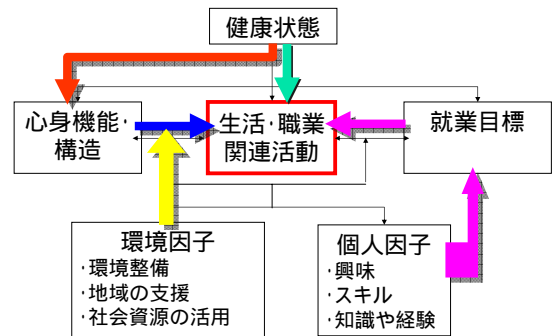 健康状態
心身機能・
構造
生活・職業
関連活動
就業目標
環境因子
・環境整備
・地域の支援
・社会資源の活用
個人因子
・興味
・スキル
・知識や経験